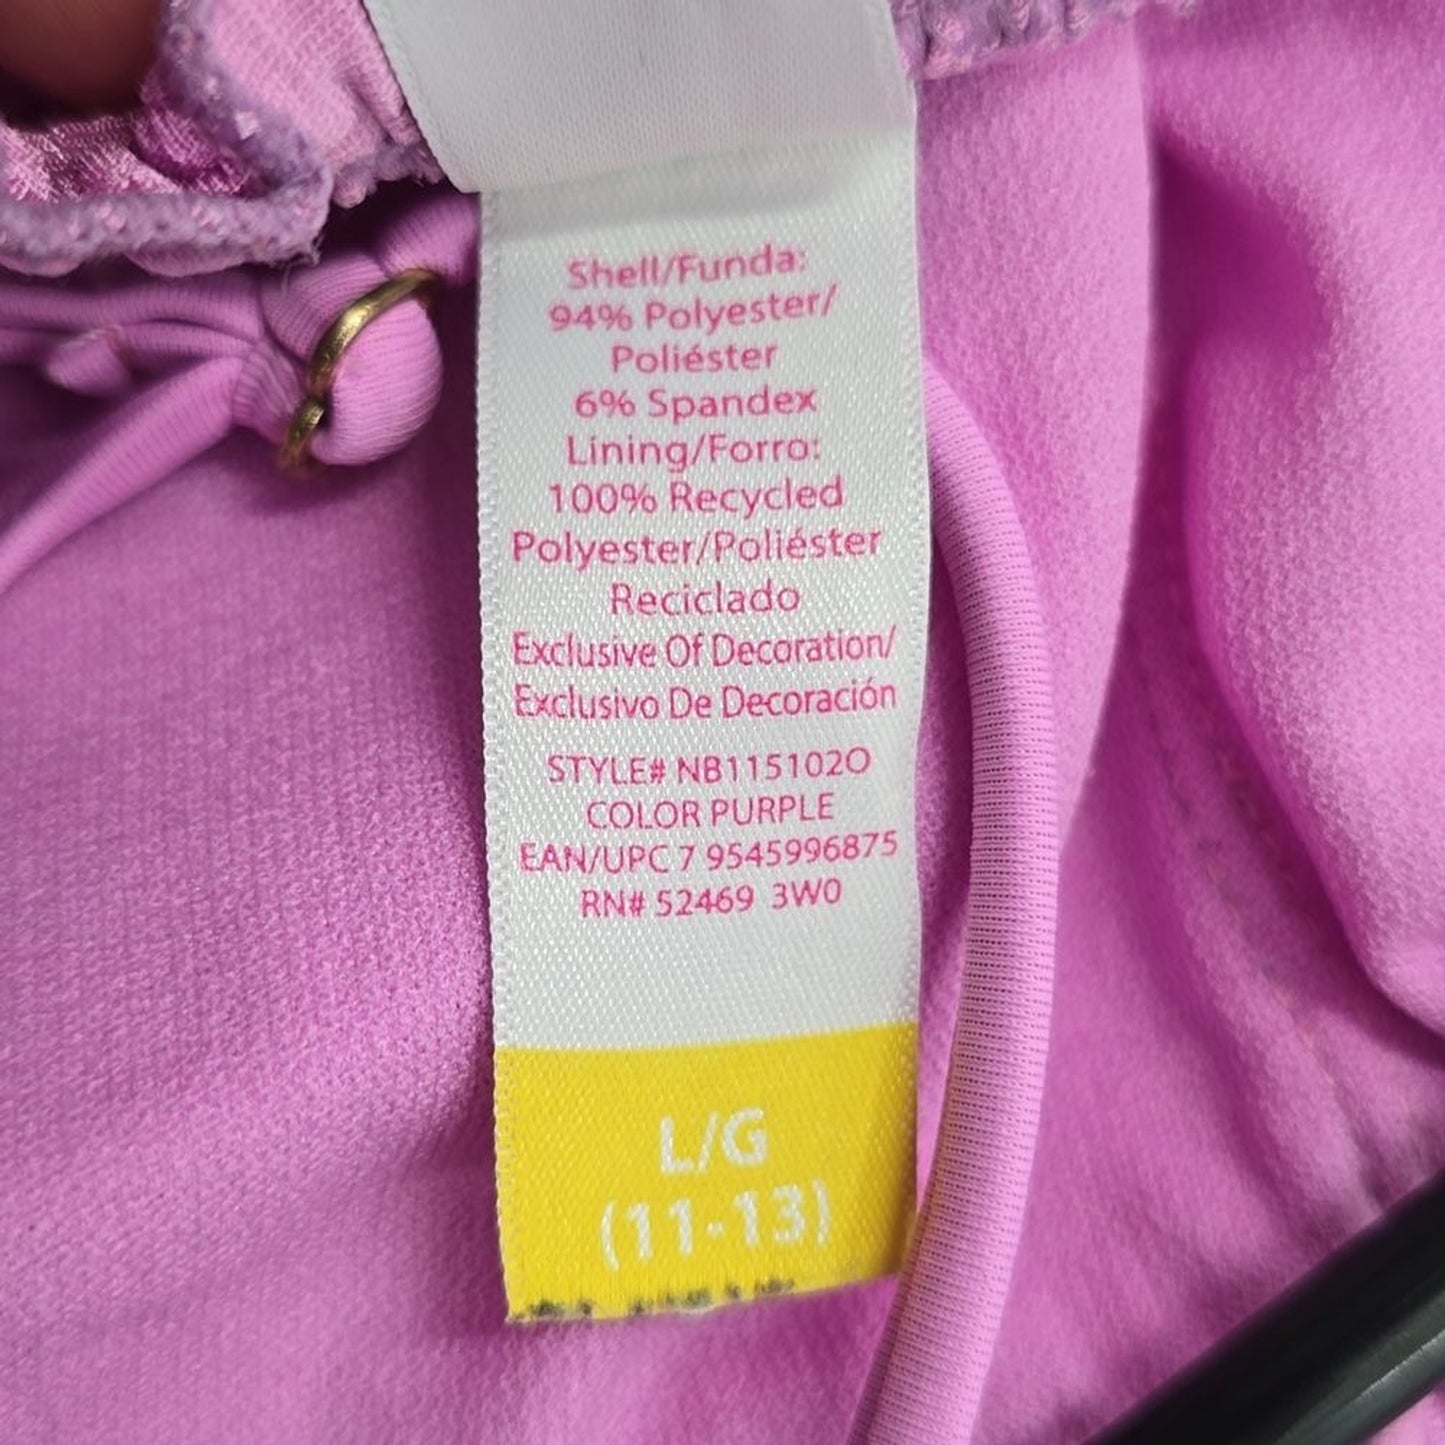 Shell/Funda:
94% Polyester/
Poliéster
6% Spandex
Lining/Forro:
100% Recycled
Polyester/Poliéster
Reciclado
Exclusive Of Decoration/
Exclusivo De Decoración
STYLE# NB115102O
COLOR PURPLE
EAN/UPC 7 9545996875
RN# 52469 3W0
L/G
(11-13)